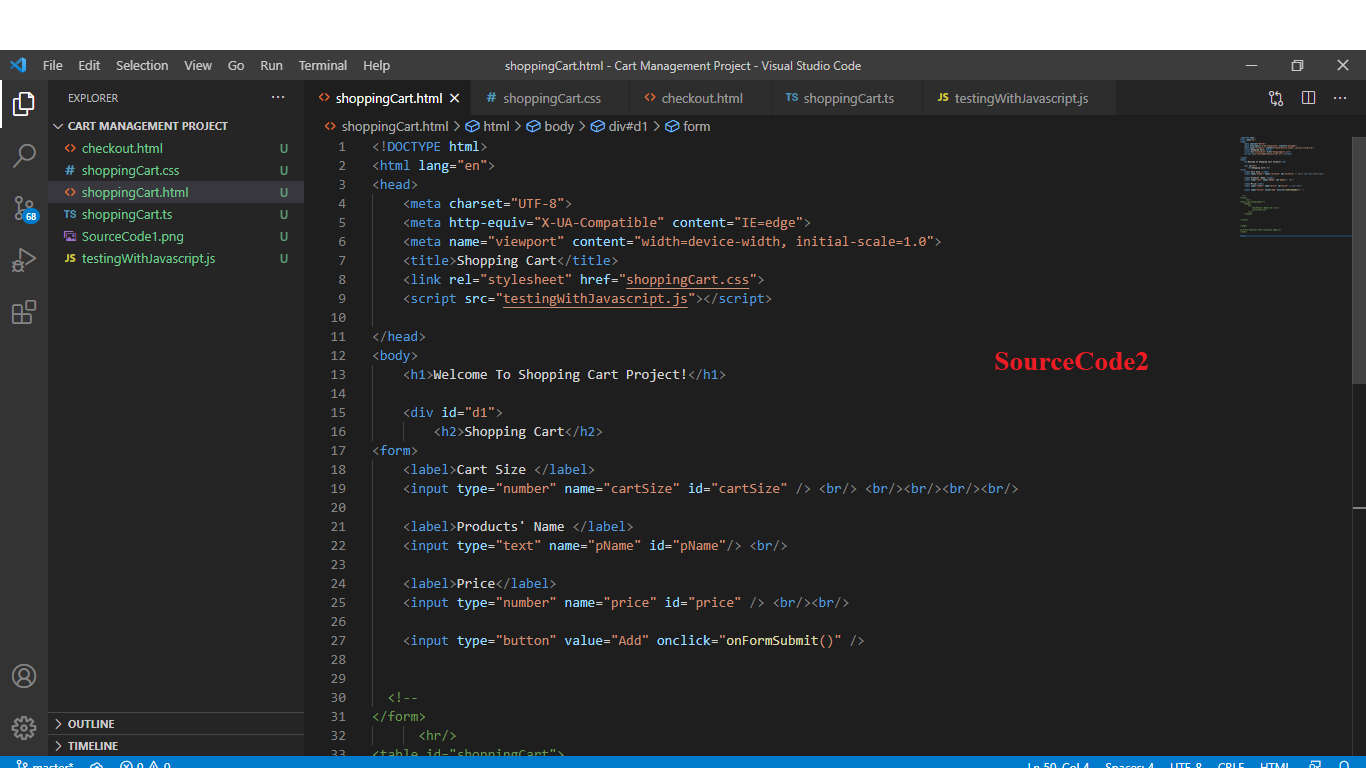 File Edit Selection View Go Run Terminal Help shoppingCart.html - Cart Management Project - Visual Studio Code
EXPLORER ···
CART MANAGEMENT PROJECT
<> checkout.html U
# shoppingCart.css U
<> shoppingCart.html U
TS shoppingCart.ts U
SourceCode1.png U
JS testingWithJavascript.js U
68
OUTLINE
TIMELINE
<> shoppingCart.html # shoppingCart.css <> checkout.html TS shoppingCart.ts JS testingWithJavascript.js
<> shoppingCart.html > html > body > div#d1 > form
1 <!DOCTYPE html>
2 <html lang="en">
3 <head>
4 <meta charset="UTF-8">
5 <meta http-equiv="X-UA-Compatible" content="IE=edge">
6 <meta name="viewport" content="width=device-width, initial-scale=1.0">
7 <title>Shopping Cart</title>
8 <link rel="stylesheet" href="shoppingCart.css">
9 <script src="testingWithJavascript.js"></script>
10
11 </head>
12 <body>
13 <h1>Welcome To Shopping Cart Project!</h1>
14
15 <div id="d1">
16 <h2>Shopping Cart</h2>
17 <form>
18 <label>Cart Size </label>
19 <input type="number" name="cartSize" id="cartSize" /> <br/> <br/><br/><br/><br/>
20
21 <label>Products' Name </label>
22 <input type="text" name="pName" id="pName"/> <br/>
23
24 <label>Price</label>
25 <input type="number" name="price" id="price" /> <br/><br/>
26
27 <input type="button" value="Add" onclick="onFormSubmit()" />
28
29
30 <!--
31 </form>
32 <hr/>
33 <table id="shoppingCart">
SourceCode2
master* 0 0 Ln 50, Col 4 Spaces: 4 UTF-8 CRLF HTML